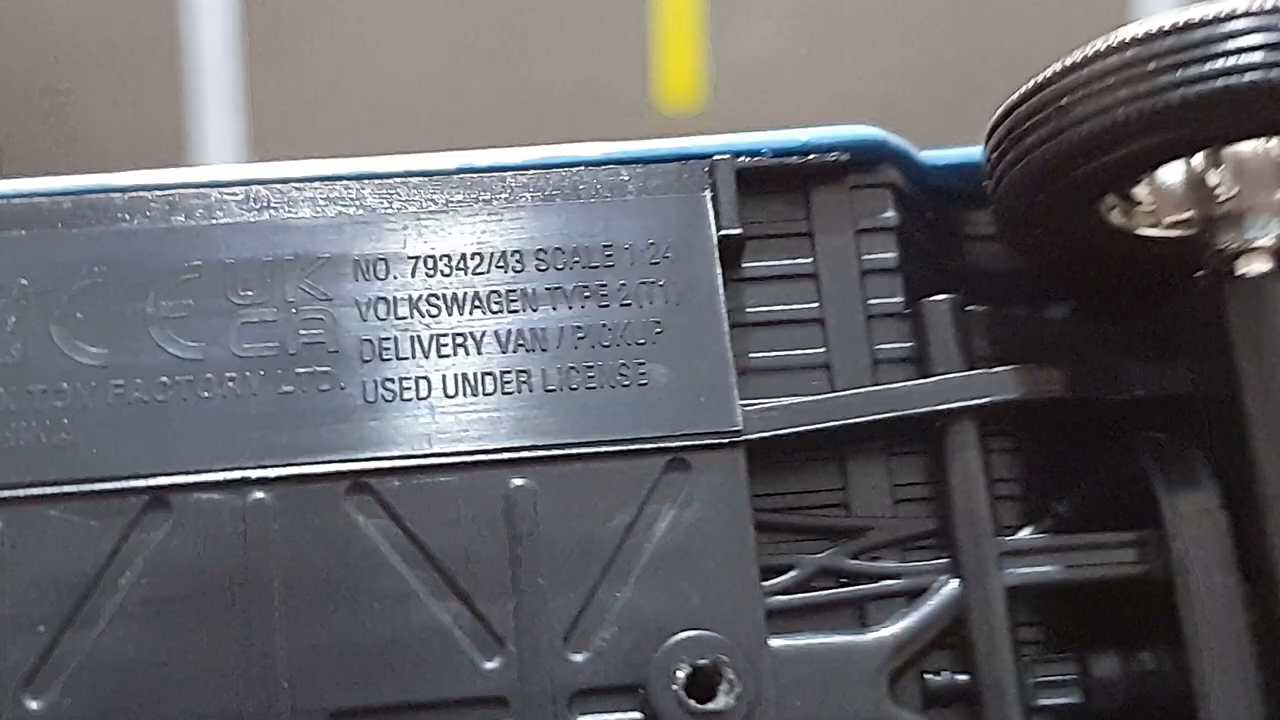 CE UK
CA
NO. 79342/43 SCALE 1:24
VOLKSWAGEN TYPE 2 (T1)
DELIVERY VAN / PICKUP
USED UNDER LICENSE
TOY FACTORY LTD.